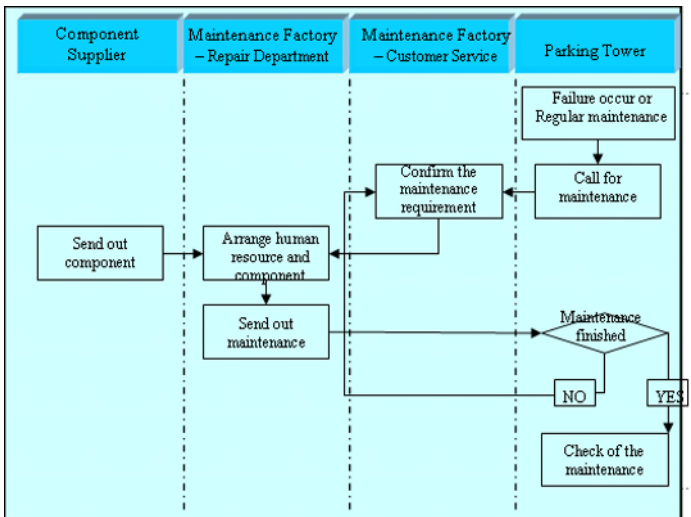 Component
Supplier
Maintenance Factory
– Repair Department
Maintenance Factory
– Customer Service
Parking Tower
Failure occur or
Regular maintenance
Confirm the
maintenance
requirement
Call for
maintenance
Send out
component
Arrange human
resource and
component
Send out
maintenance
Maintenance
finished
NO
YES
Check of the
maintenance